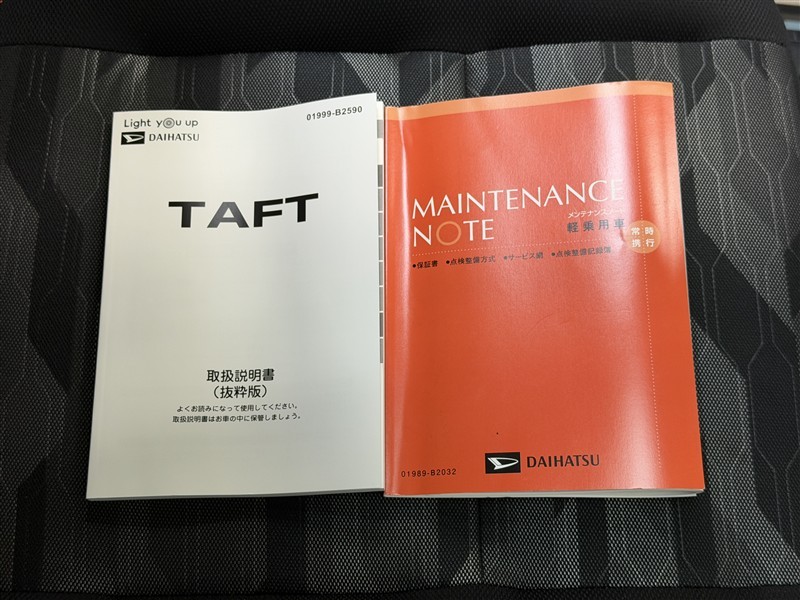 Light you up
DAIHATSU
01999-B2590
TAFT
取扱説明書
（抜粋版）
よくお読みになって使用してください。
取扱説明書はお車の中に保管しましょう。
MAINTENANCE
NOTE
メンテナンス
軽乗用車
常時
携行
●保証書 ●点検整備方式 ●サービス網 ●点検整備記録簿
01989-B2032
DAIHATSU